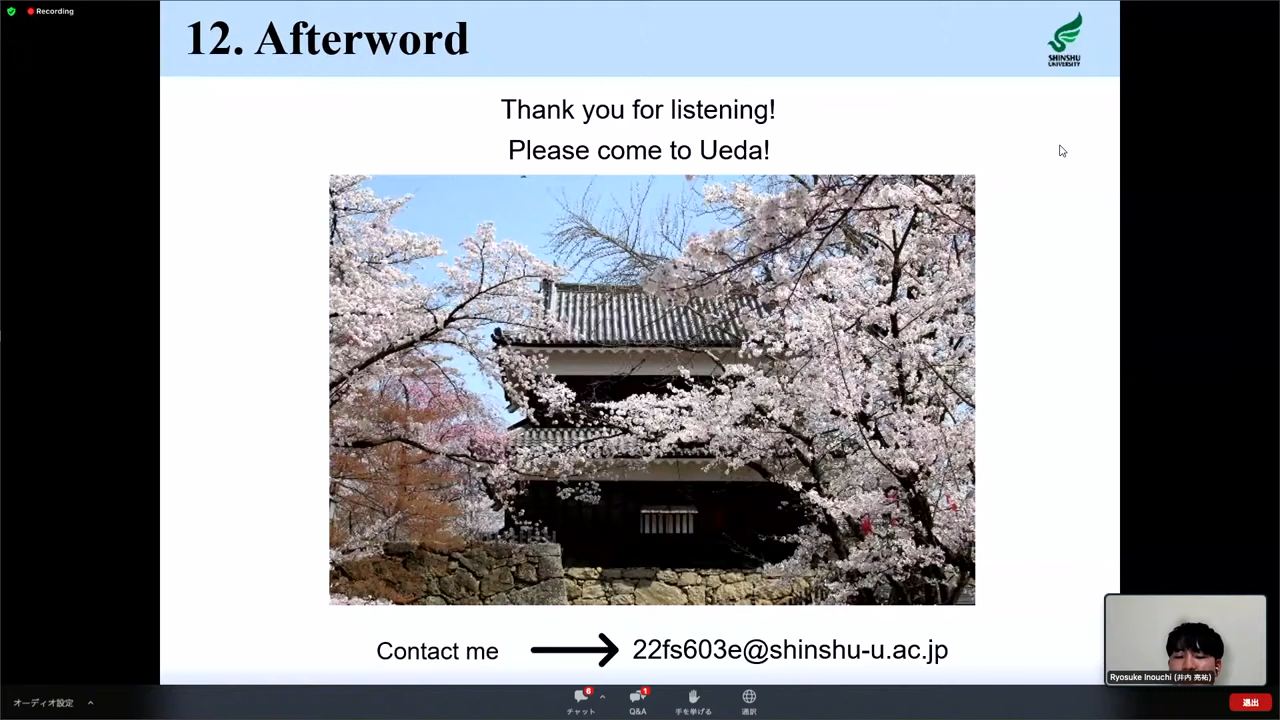 Recording
12. Afterword
SHINSHU
UNIVERSITY
Thank you for listening!
Please come to Ueda!
Contact me
22fs603e@shinshu-u.ac.jp
Ryosuke Inouchi (井内 亮祐)
オーディオ設定
6
チャット
1
Q&A
手を挙げる
通訳
退出